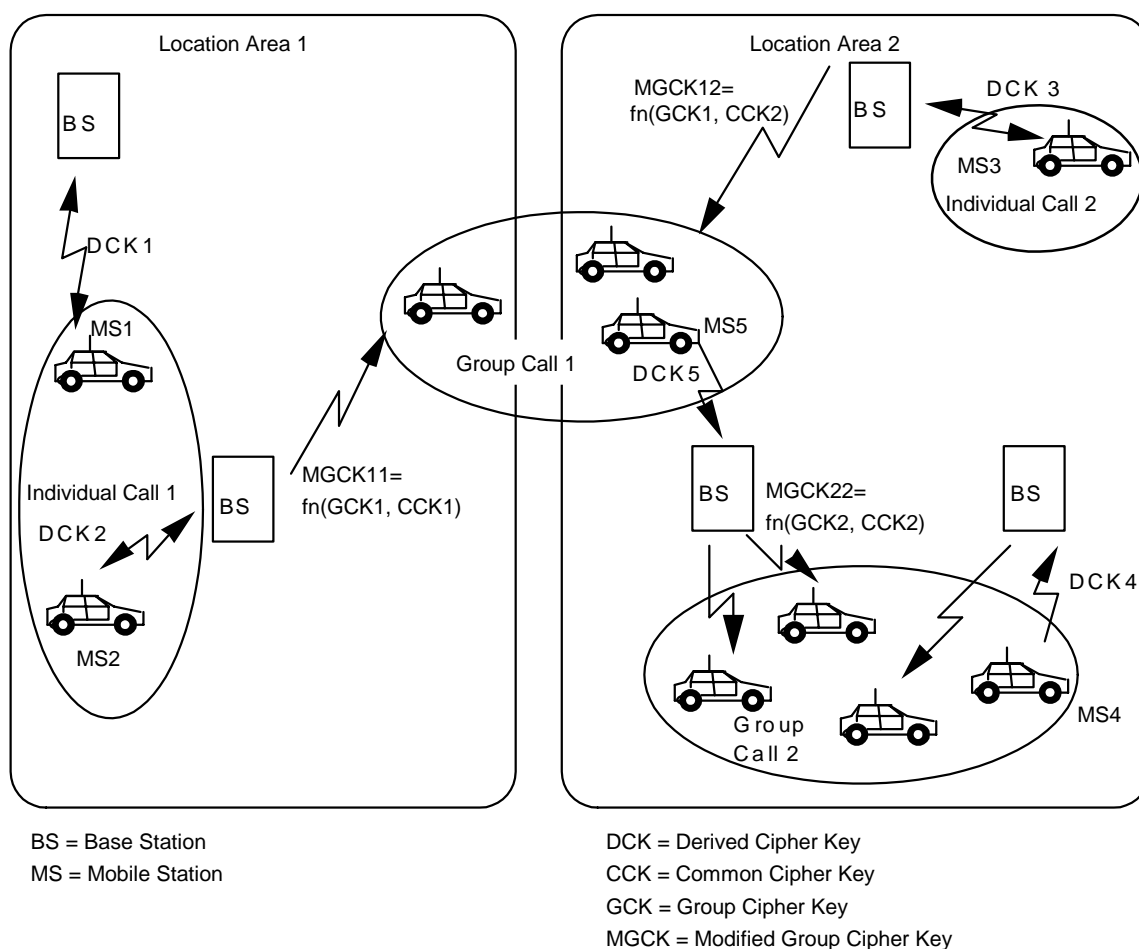 Location Area 1
BS
DCK1
MS1
Individual Call 1
DCK2
MS2
BS
MGCK11=
fn(GCK1, CCK1)
Group Call 1
Location Area 2
MGCK12=
fn(GCK1, CCK2)
BS
DCK 3
MS3
Individual Call 2
MS5
DCK5
BS
MGCK22=
fn(GCK2, CCK2)
BS
DCK4
MS4
Group
Call 2
BS = Base Station
MS = Mobile Station
DCK = Derived Cipher Key
CCK = Common Cipher Key
GCK = Group Cipher Key
MGCK = Modified Group Cipher Key